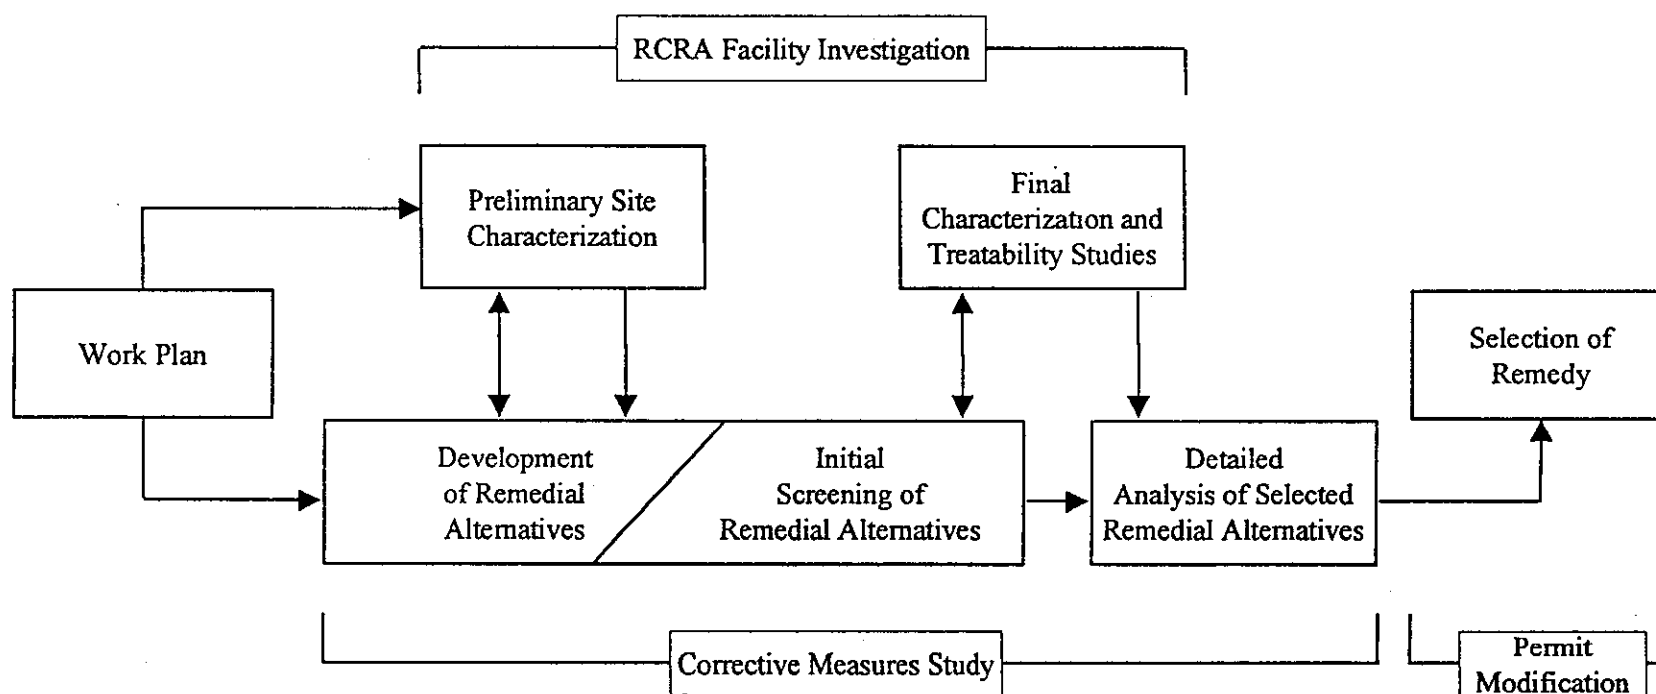 RCRA Facility Investigation
Preliminary Site
Characterization
Final
Characterization and
Treatability Studies
Work Plan
Selection of
Remedy
Development
of Remedial
Alternatives
Initial
Screening of
Remedial Alternatives
Detailed
Analysis of Selected
Remedial Alternatives
Corrective Measures Study
Permit
Modification